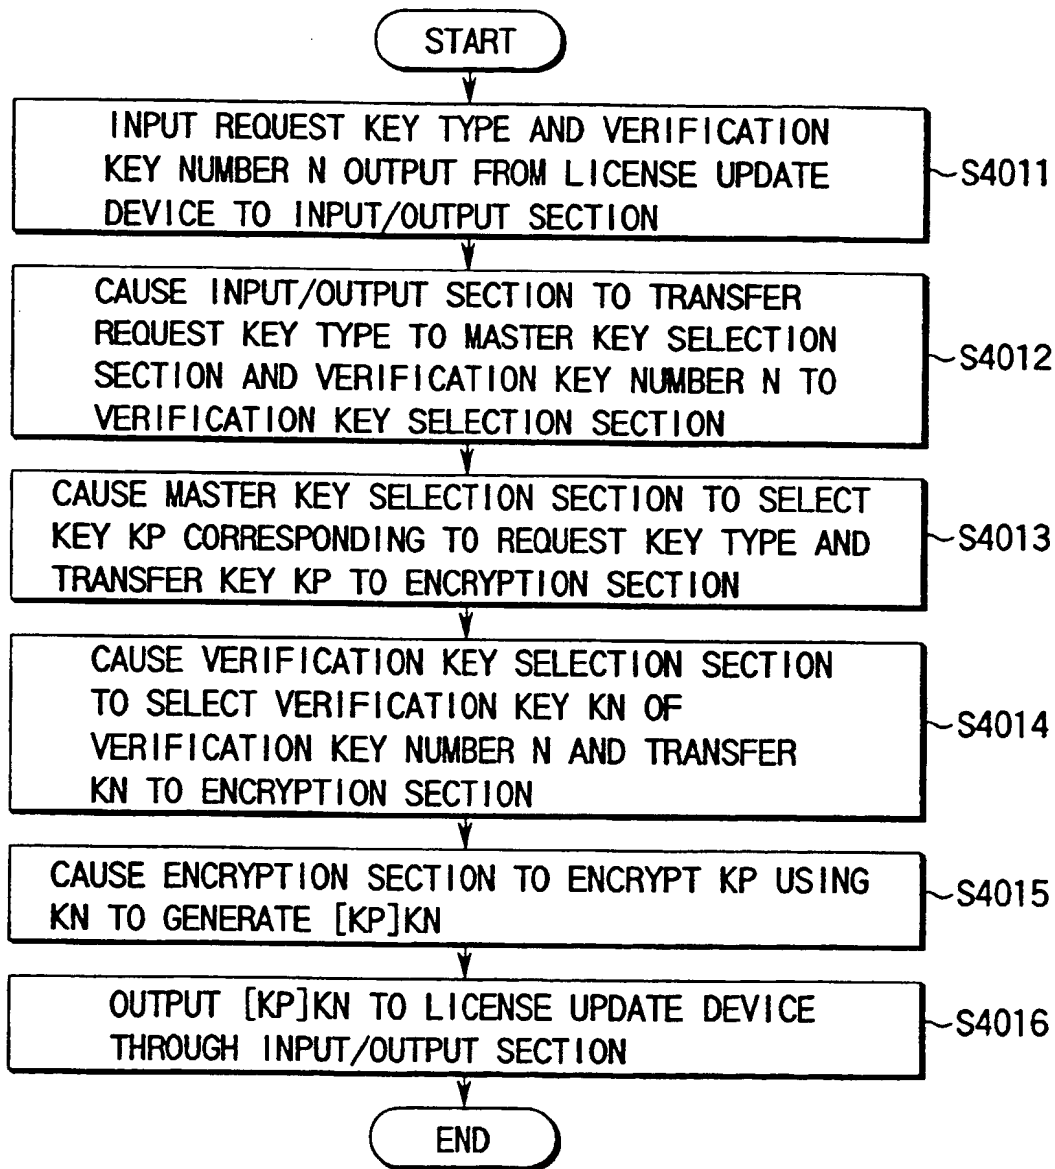 START
INPUT REQUEST KEY TYPE AND VERIFICATION
KEY NUMBER N OUTPUT FROM LICENSE UPDATE
DEVICE TO INPUT/OUTPUT SECTION
S4011
CAUSE INPUT/OUTPUT SECTION TO TRANSFER
REQUEST KEY TYPE TO MASTER KEY SELECTION
SECTION AND VERIFICATION KEY NUMBER N TO
VERIFICATION KEY SELECTION SECTION
S4012
CAUSE MASTER KEY SELECTION SECTION TO SELECT
KEY KP CORRESPONDING TO REQUEST KEY TYPE AND
TRANSFER KEY KP TO ENCRYPTION SECTION
S4013
CAUSE VERIFICATION KEY SELECTION SECTION
TO SELECT VERIFICATION KEY KN OF
VERIFICATION KEY NUMBER N AND TRANSFER
KN TO ENCRYPTION SECTION
S4014
CAUSE ENCRYPTION SECTION TO ENCRYPT KP USING
KN TO GENERATE [KP]KN
S4015
OUTPUT [KP]KN TO LICENSE UPDATE DEVICE
THROUGH INPUT/OUTPUT SECTION
S4016
END